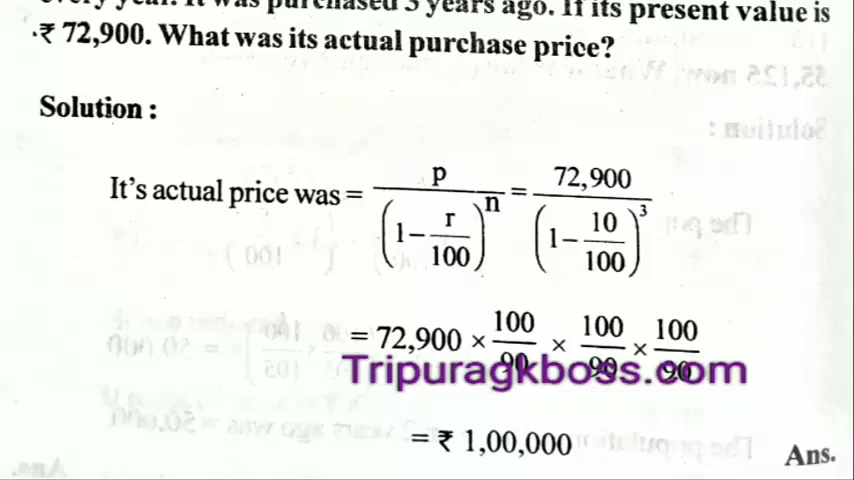 every year. It was purchased 3 years ago. If its present value is
₹ 72,900. What was its actual purchase price?
Solution :
It's actual price was = p / (1 – r/100)^n = 72,900 / (1 – 10/100)^3
= 72,900 × 100/90 × 100/90 × 100/90
Tripuragkboss.com
= ₹ 1,00,000
Ans.